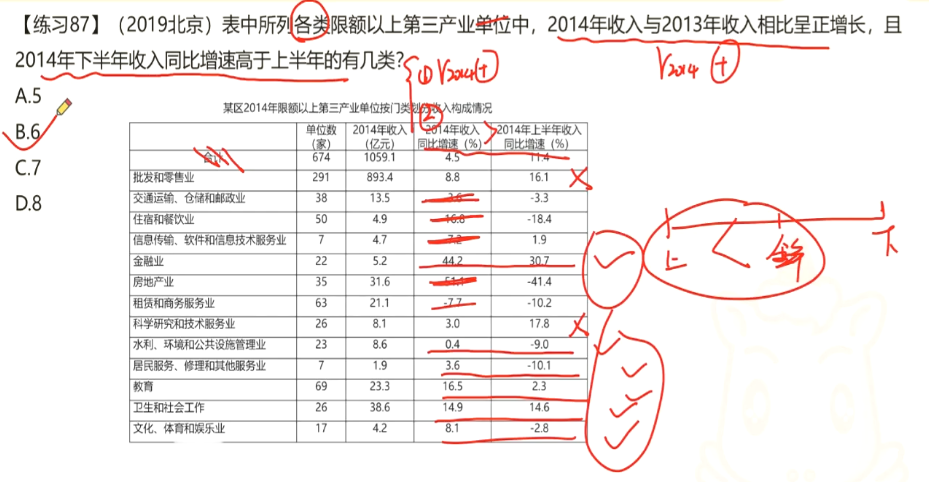 【练习87】（2019北京）表中所列各类限额以上第三产业单位中，2014年收入与2013年收入相比呈正增长，且
2014年下半年收入同比增速高于上半年的有几类？
① r2014 +
r2014 +
A.5
B.6
C.7
D.8
②
某区2014年限额以上第三产业单位按门类划分收入构成情况
单位数（家） 2014年收入（亿元） 2014年收入同比增速（%） > 2014年上半年收入同比增速（%）
合计 674 1059.1 4.5 11.4
批发和零售业 291 893.4 8.8 16.1
交通运输、仓储和邮政业 38 13.5 -3.6 -3.3
住宿和餐饮业 50 4.9 -16.8 -18.4
信息传输、软件和信息技术服务业 7 4.7 -7.2 1.9
金融业 22 5.2 44.2 30.7
房地产业 35 31.6 -51.1 -41.4
租赁和商务服务业 63 21.1 -7.7 -10.2
科学研究和技术服务业 26 8.1 3.0 17.8
水利、环境和公共设施管理业 23 8.6 0.4 -9.0
居民服务、修理和其他服务业 7 1.9 3.6 -10.1
教育 69 23.3 16.5 2.3
卫生和社会工作 26 38.6 14.9 14.6
文化、体育和娱乐业 17 4.2 8.1 -2.8
上 < 全年 下